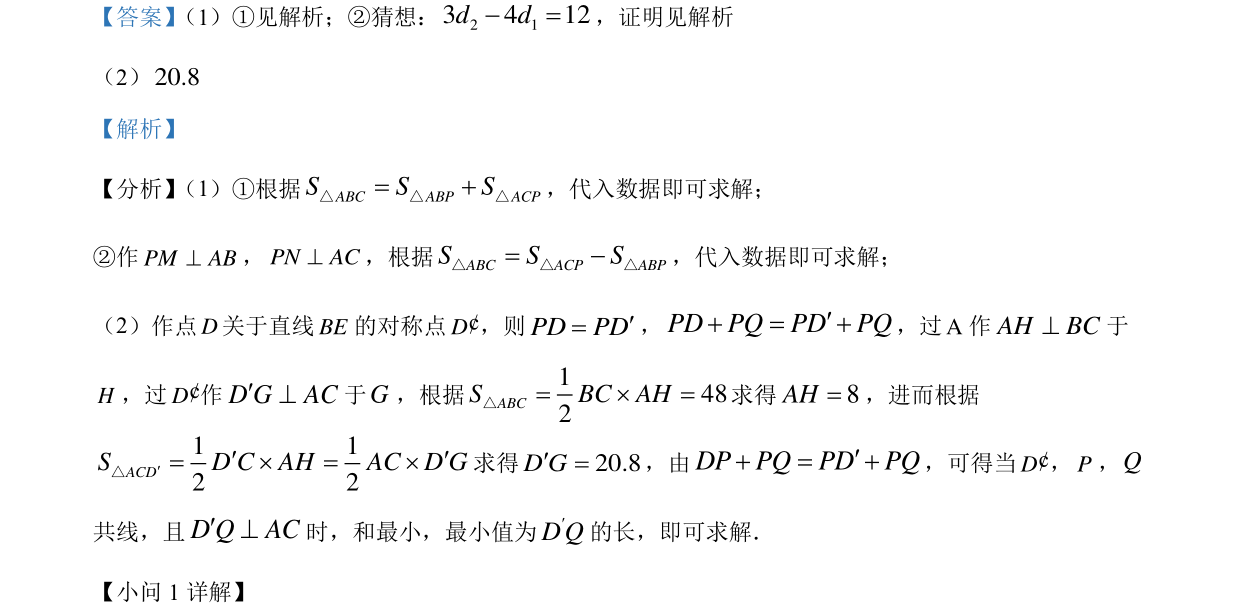 【答案】（1）①见解析；②猜想：3d₂－4d₁＝12，证明见解析
（2）20.8
【解析】
【分析】（1）①根据 S△ABC = S△ABP + S△ACP，代入数据即可求解；
②作 PM ⊥ AB，PN ⊥ AC，根据 S△ABC = S△ACP − S△ABP，代入数据即可求解；
（2）作点 D 关于直线 BE 的对称点 D¢，则 PD = PD′，PD + PQ = PD′ + PQ，过 A 作 AH ⊥ BC 于
H，过 D¢作 D′G ⊥ AC 于 G，根据 S△ABC = 1/2 BC × AH = 48 求得 AH = 8，进而根据
S△ACD′ = 1/2 D′C × AH = 1/2 AC × D′G 求得 D′G = 20.8，由 DP + PQ = PD′ + PQ，可得当 D¢，P，Q
共线，且 D′Q ⊥ AC 时，和最小，最小值为 D′Q 的长，即可求解．
【小问 1 详解】